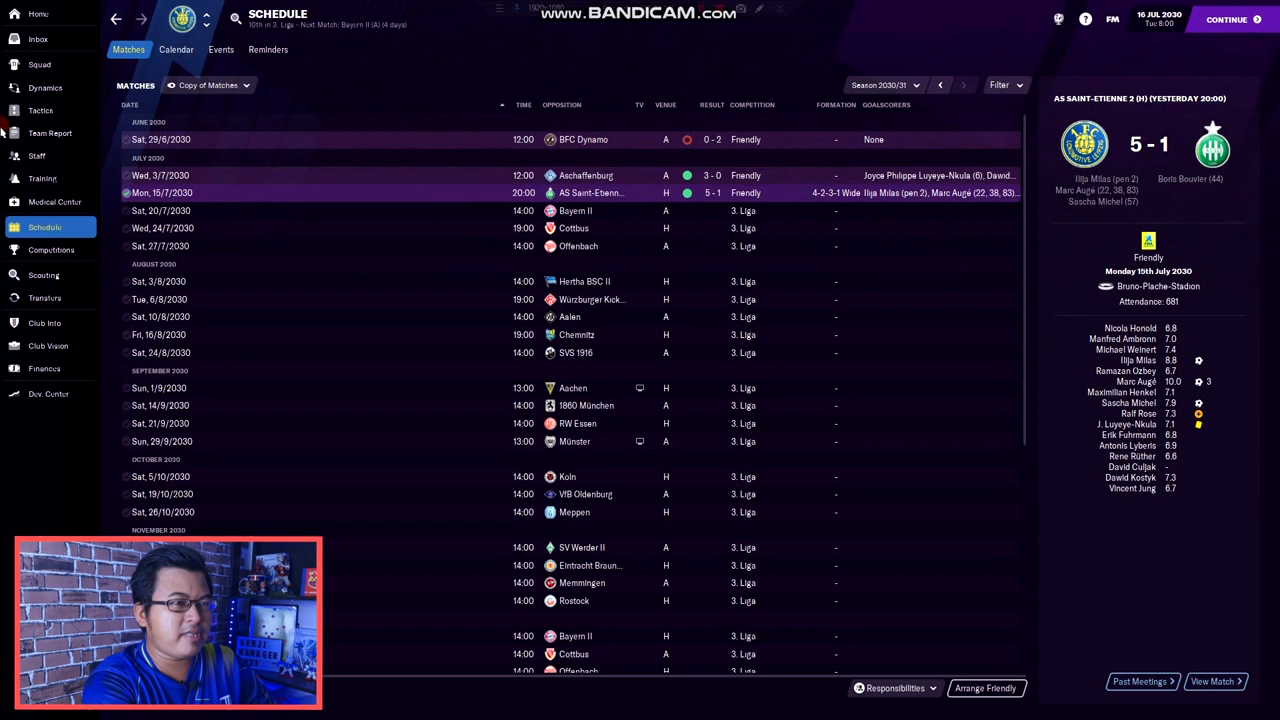 1920×1080
www.BANDICAM.com
Home
SCHEDULE
10th in 3. Liga - Next Match: Bayern II (A) (4 days)
FM
16 JUL 2030
Tue 8:00
CONTINUE
Inbox
Matches Calendar Events Reminders
Squad
Dynamics
Tactics
Team Report
Staff
Training
Medical Center
Schedule
Competitions
Scouting
Transfers
Club Info
Club Vision
Finances
Dev. Center
MATCHES Copy of Matches Season 2030/31 Filter
DATE TIME OPPOSITION TV VENUE RESULT COMPETITION FORMATION GOALSCORERS
JUNE 2030
Sat, 29/6/2030 12:00 BFC Dynamo A 0 - 2 Friendly - None
JULY 2030
Wed, 3/7/2030 12:00 Aschaffenburg A 3 - 0 Friendly - Joyce Philippe Luyeye-Nkula (6), Dawid...
Mon, 15/7/2030 20:00 AS Saint-Etienn... H 5 - 1 Friendly 4-2-3-1 Wide Ilija Milas (pen 2), Marc Augé (22, 38, 83)...
Sat, 20/7/2030 14:00 Bayern II A 3. Liga -
Wed, 24/7/2030 19:00 Cottbus H 3. Liga -
Sat, 27/7/2030 14:00 Offenbach A 3. Liga -
AUGUST 2030
Sat, 3/8/2030 14:00 Hertha BSC II H 3. Liga -
Tue, 6/8/2030 19:00 Würzburger Kick... H 3. Liga -
Sat, 10/8/2030 14:00 Aalen A 3. Liga -
Fri, 16/8/2030 19:00 Chemnitz H 3. Liga -
Sat, 24/8/2030 14:00 SVS 1916 A 3. Liga -
SEPTEMBER 2030
Sun, 1/9/2030 13:00 Aachen H 3. Liga -
Sat, 14/9/2030 14:00 1860 München A 3. Liga -
Sat, 21/9/2030 14:00 RW Essen H 3. Liga -
Sun, 29/9/2030 13:00 Münster A 3. Liga -
OCTOBER 2030
Sat, 5/10/2030 14:00 Koln H 3. Liga -
Sat, 19/10/2030 14:00 VfB Oldenburg A 3. Liga -
Sat, 26/10/2030 14:00 Meppen H 3. Liga -
NOVEMBER 2030
14:00 SV Werder II A 3. Liga -
14:00 Eintracht Braun... H 3. Liga -
14:00 Memmingen A 3. Liga -
14:00 Rostock H 3. Liga -
14:00 Bayern II H 3. Liga -
14:00 Cottbus A 3. Liga -
14:00 Offenbach H 3. Liga -
Responsibilities Arrange Friendly
AS SAINT-ETIENNE 2 (H) (YESTERDAY 20:00)
5 - 1
Ilija Milas (pen 2)
Marc Augé (22, 38, 83)
Sascha Michel (57)
Boris Bouvier (44)
Friendly
Monday 15th July 2030
Bruno-Plache-Stadion
Attendance: 681
Nicola Honold 6.8
Manfred Ambronn 7.0
Michael Weinert 7.4
Ilija Milas 8.8
Ramazan Ozbey 6.7
Marc Augé 10.0 3
Maximilian Henkel 7.1
Sascha Michel 7.9
Ralf Rose 7.3
J. Luyeye-Nkula 7.1
Erik Fuhrmann 6.8
Antonis Lyberis 6.9
Rene Rüther 6.6
David Culjak -
Dawid Kostyk 7.3
Vincent Jung 6.7
Past Meetings View Match